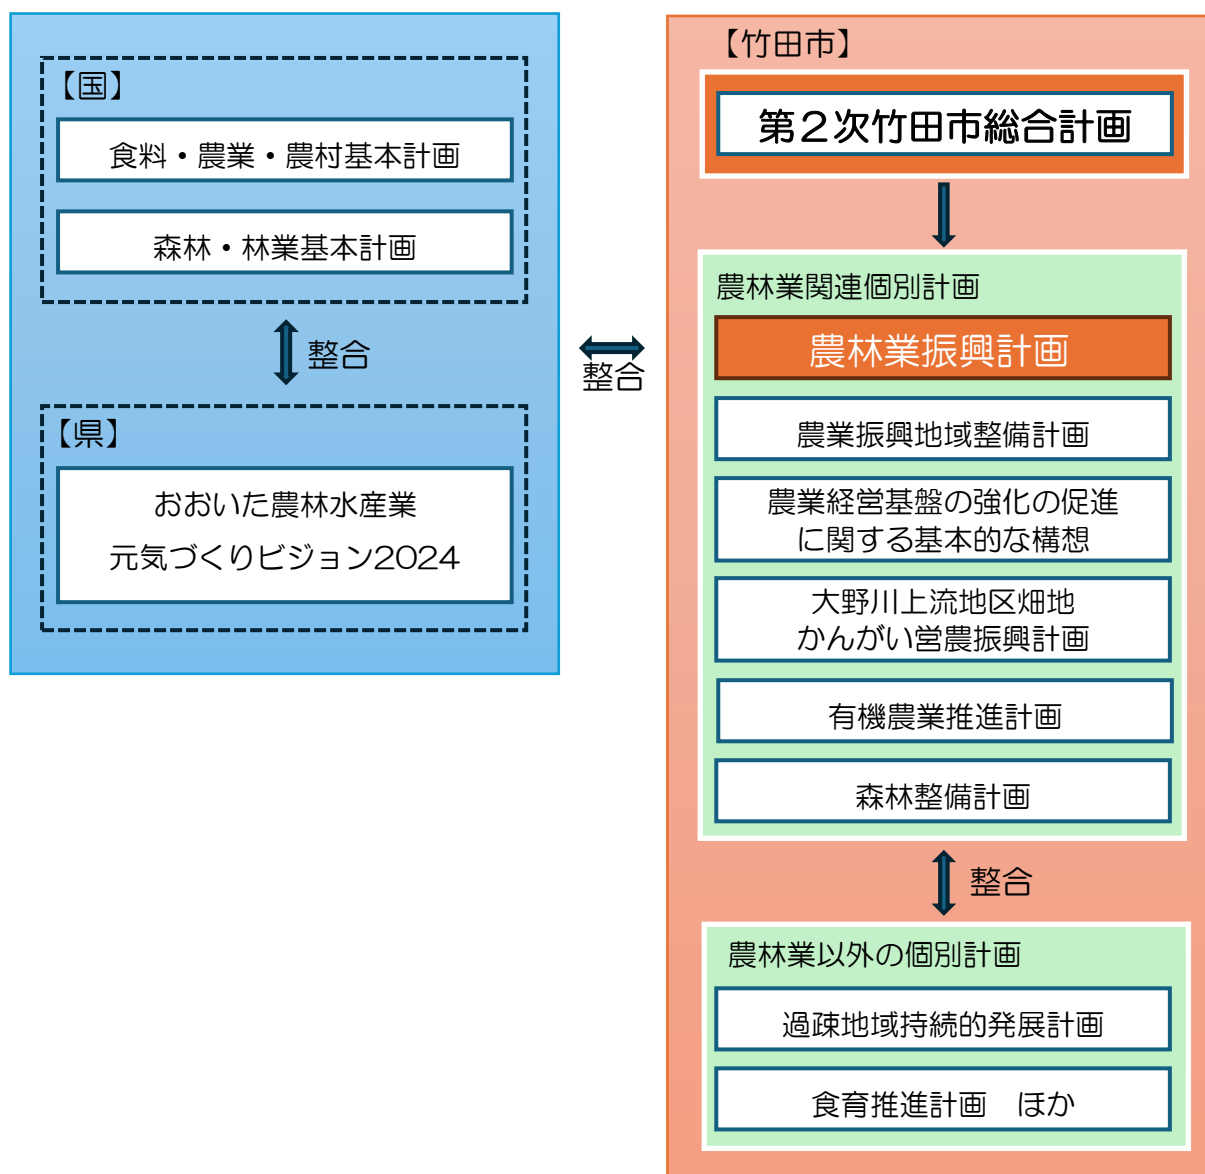 【国】
食料・農業・農村基本計画
森林・林業基本計画
整合
【県】
おおいた農林水産業
元気づくりビジョン2024
整合
【竹田市】
第２次竹田市総合計画
農林業関連個別計画
農林業振興計画
農業振興地域整備計画
農業経営基盤の強化の促進
に関する基本的な構想
大野川上流地区畑地
かんがい営農振興計画
有機農業推進計画
森林整備計画
整合
農林業以外の個別計画
過疎地域持続的発展計画
食育推進計画　ほか